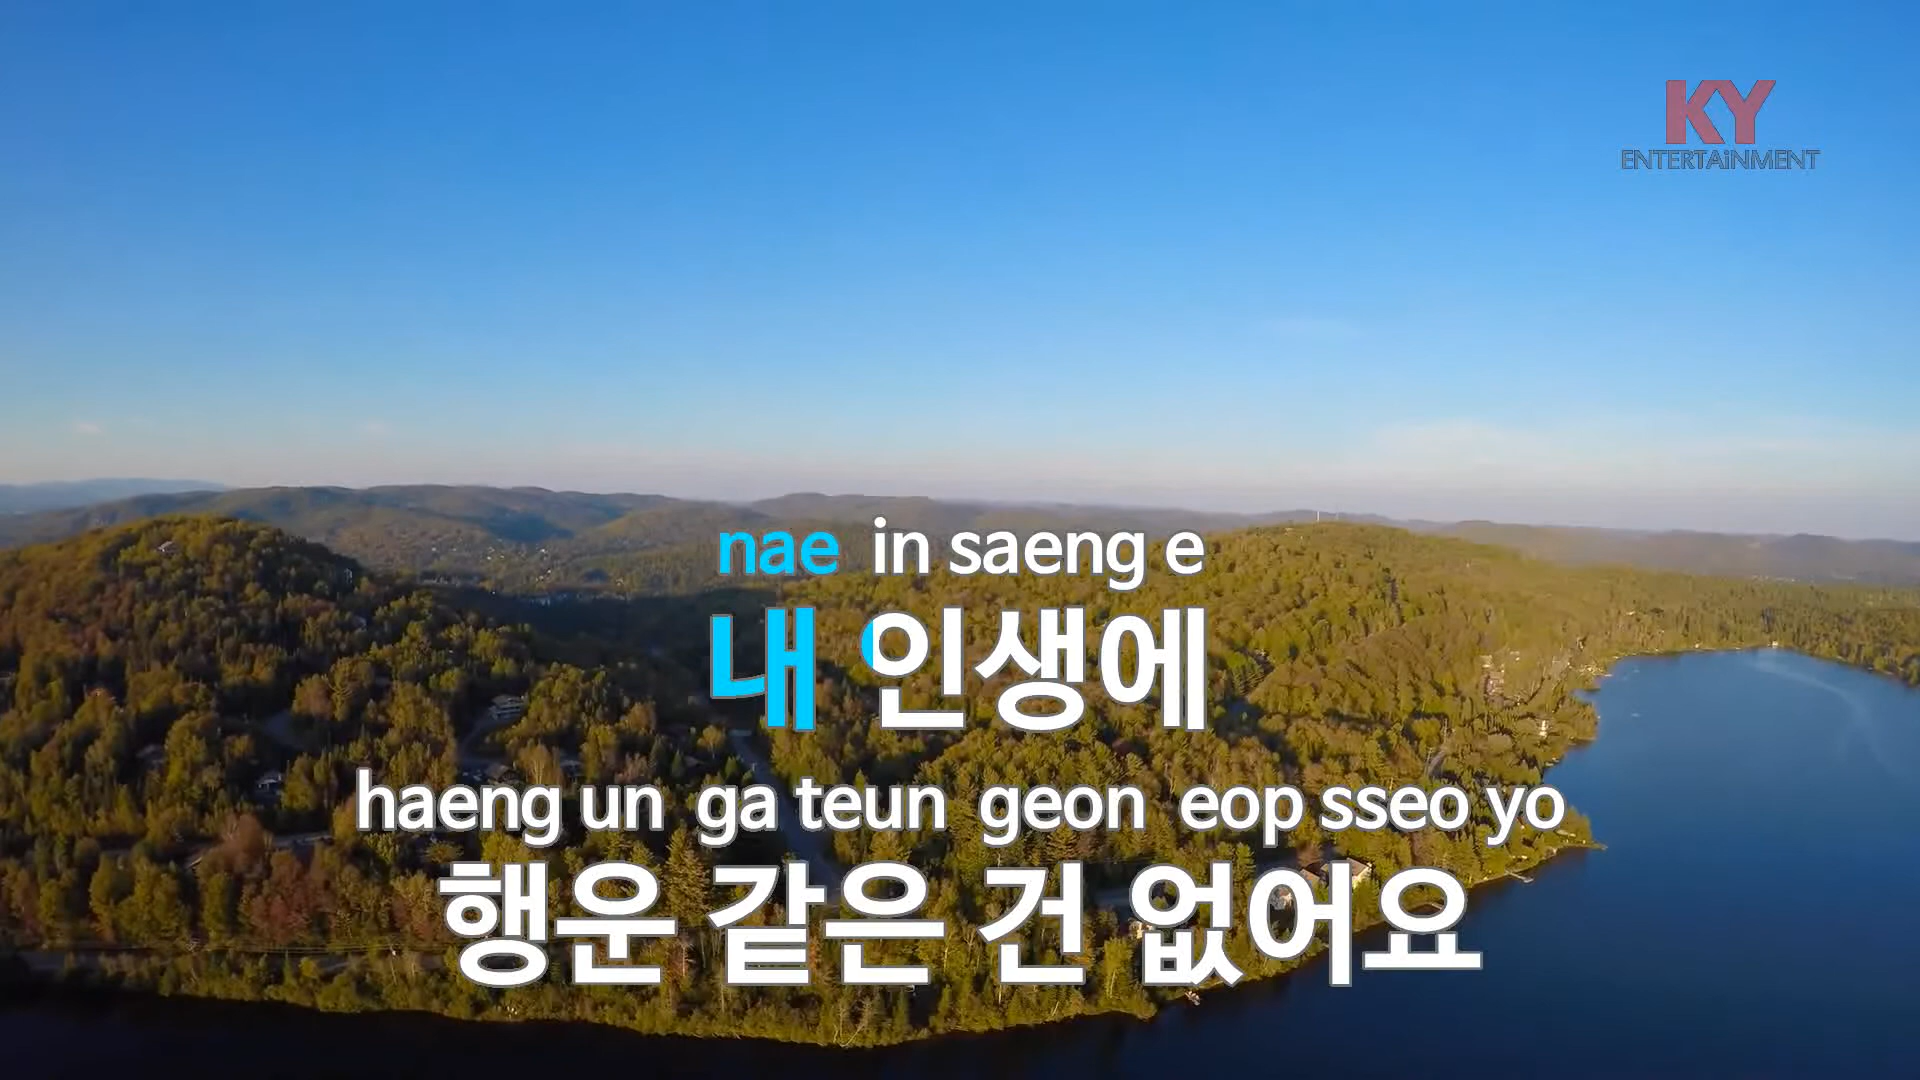 KY
ENTERTAiNMENT
nae in saeng e
내 인생에
haeng un ga teun geon eop sseo yo
행운 같은 건 없어요